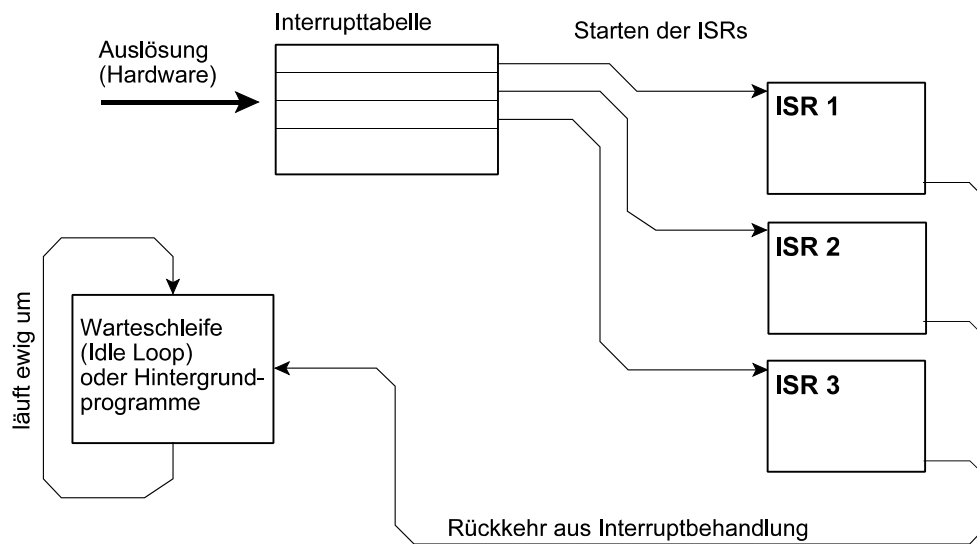 Interrupttabelle
Starten der ISRs
Auslösung
(Hardware)
ISR 1
ISR 2
ISR 3
läuft ewig um
Warteschleife
(Idle Loop)
oder Hintergrund-
programme
Rückkehr aus Interruptbehandlung